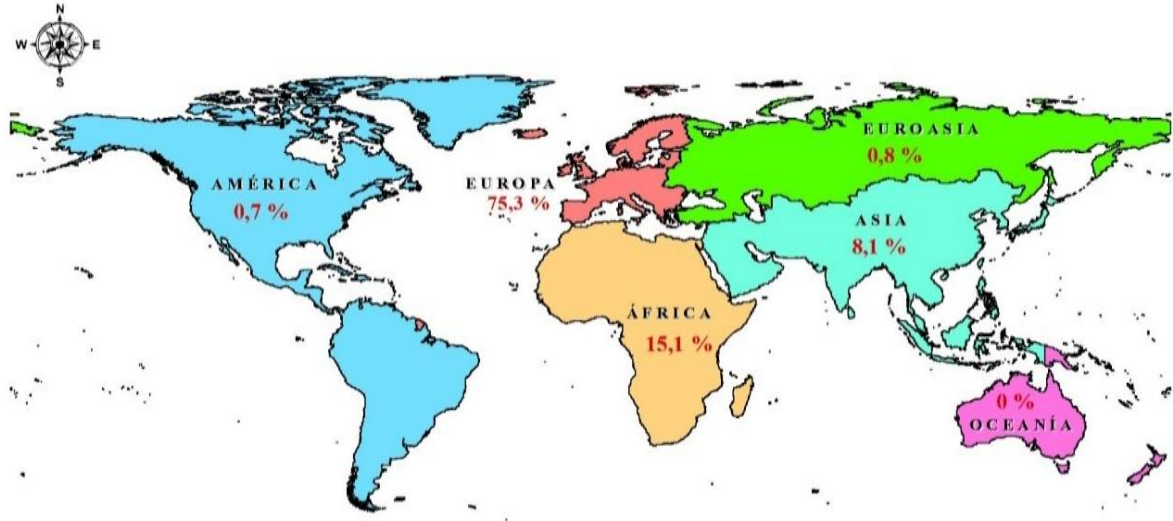 N
W E
S
EUROASIA
0,8 %
AMÉRICA
0,7 %
EUROPA
75,3 %
ASIA
8,1 %
ÁFRICA
15,1 %
0 %
OCEANÍA